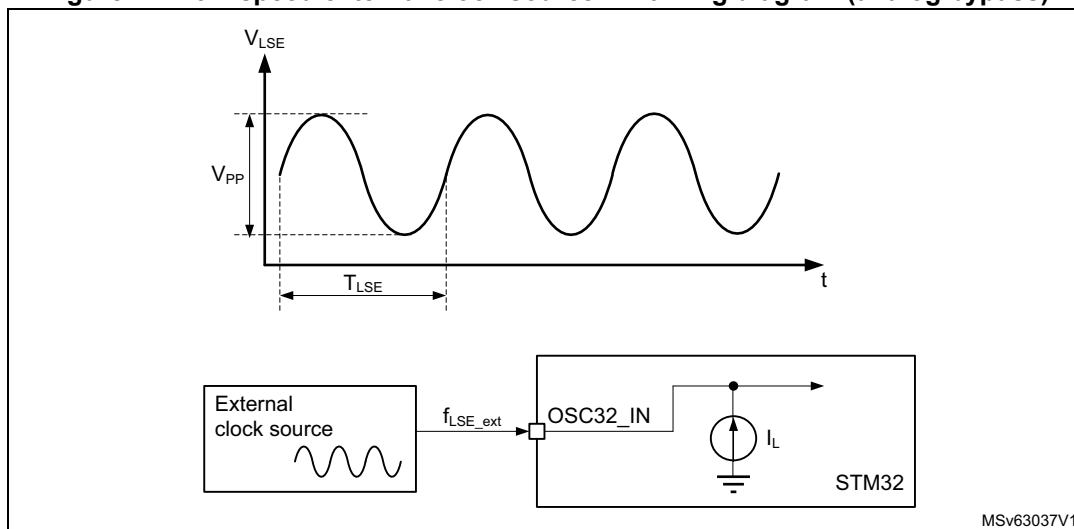 V_LSE
V_PP
T_LSE
t
External
clock source
f_LSE_ext
OSC32_IN
I_L
STM32
MSv63037V1